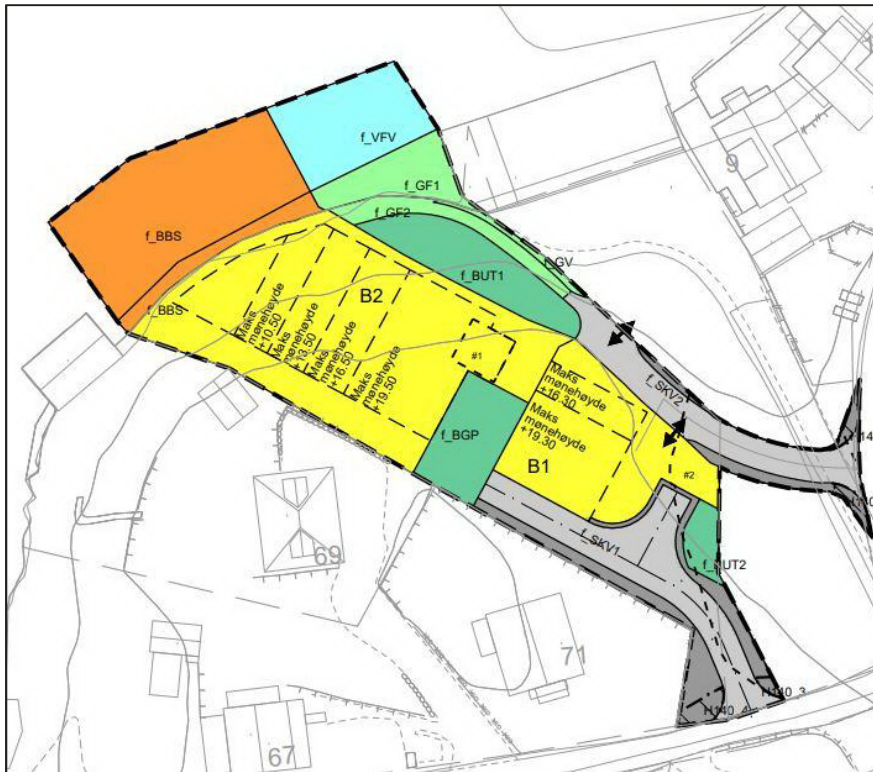 f_VFV
9
f_GF1
f_GF2
f_BBS
f_GV
f_BUT1
B2
f_BBS
Maks
mønehøyde
+10.50
Maks
mønehøyde
+13.50
Maks
mønehøyde
+16.50
Maks
mønehøyde
+19.50
#1
Maks
mønehøyde
+16.30
Maks
mønehøyde
+19.30
f_SKV2
f_BGP
B1
#2
f_SKV1
f_BUT2
69
71
67
H140_3
H140_4